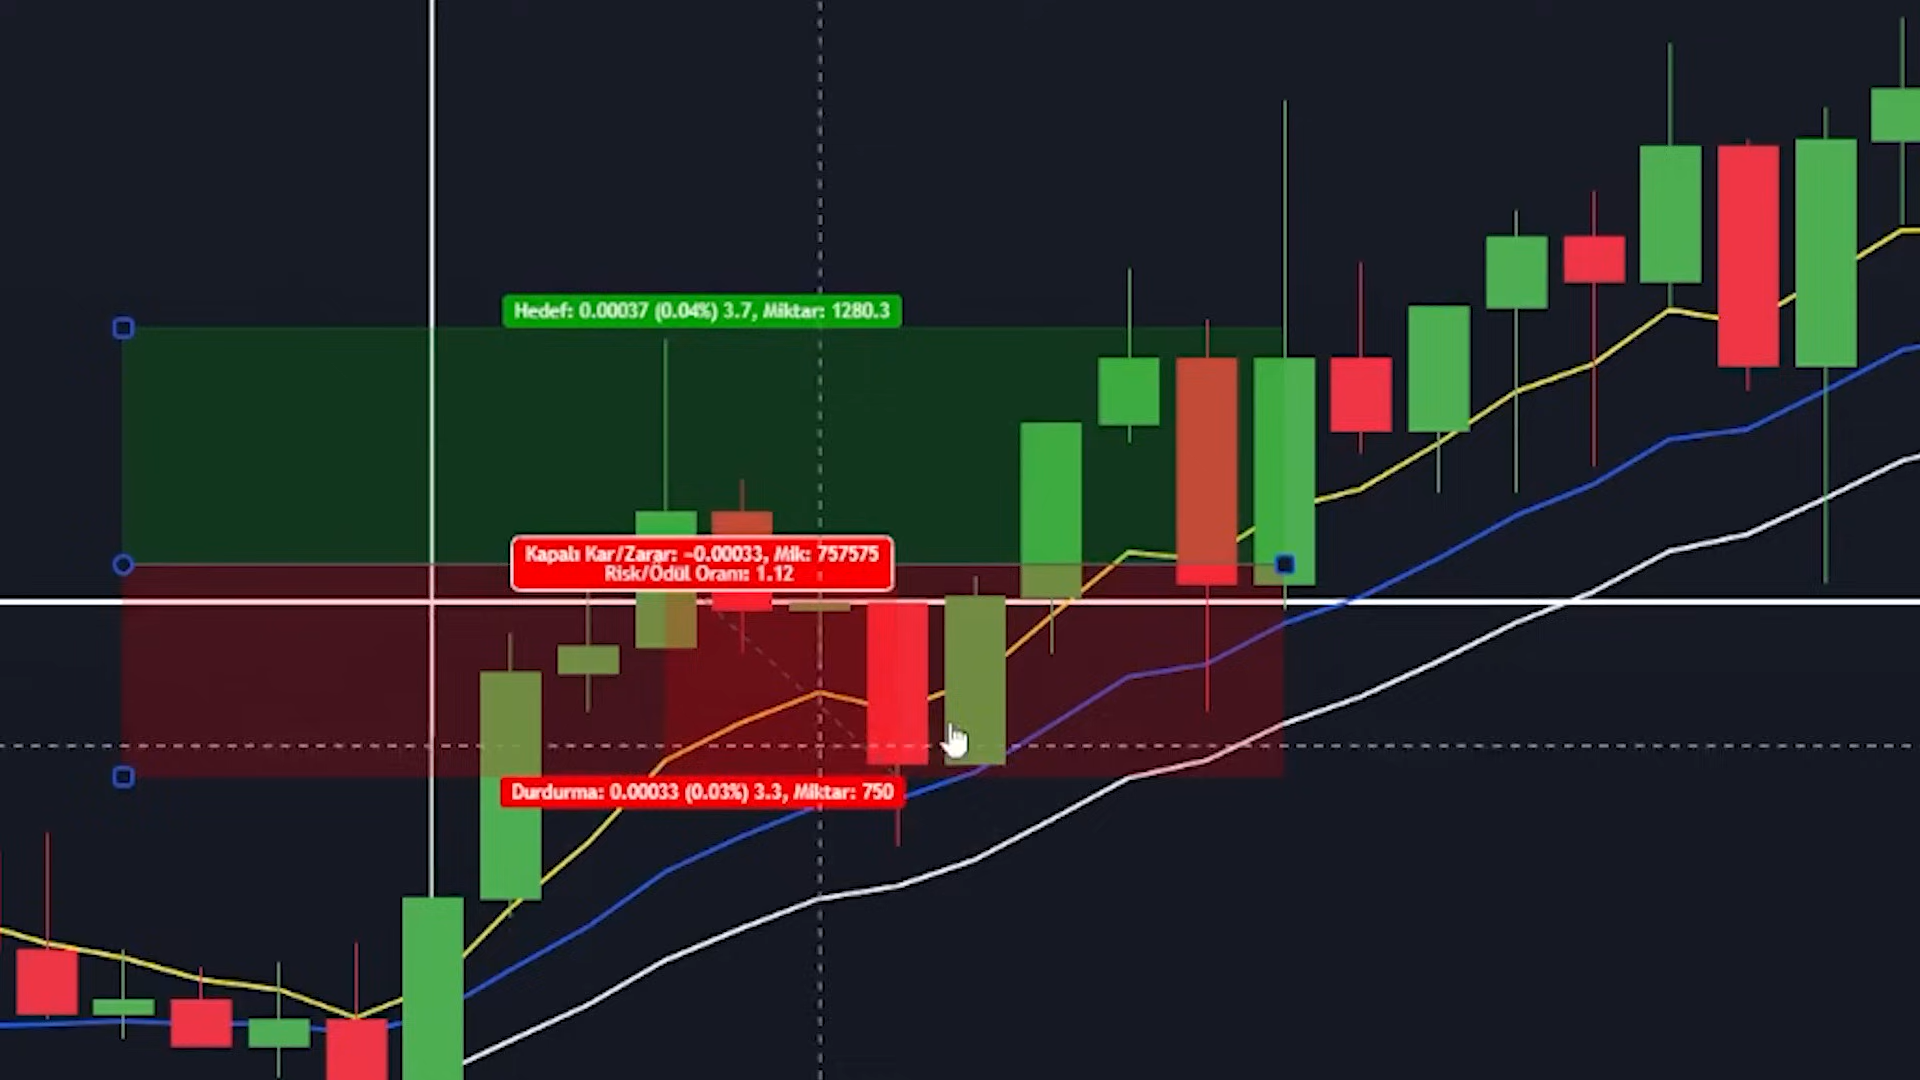 Hedef: 0.00037 (0.04%) 3.7, Miktar: 1280.3
Kapalı Kar/Zarar: −0.00033, Mik: 757575
Risk/Ödül Oranı: 1.12
Durdurma: 0.00033 (0.03%) 3.3, Miktar: 750